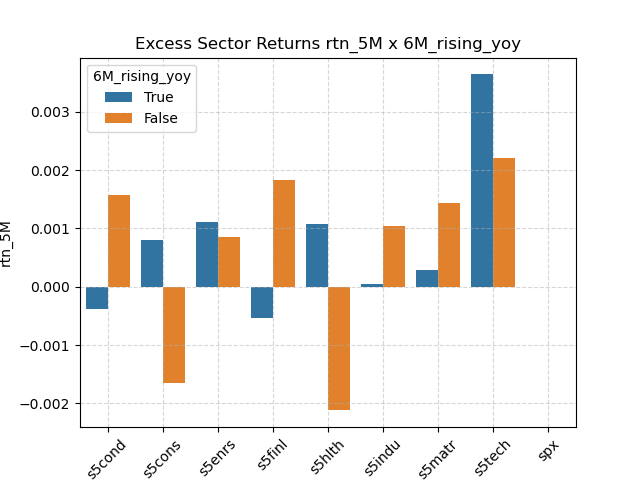 Excess Sector Returns rtn_5M x 6M_rising_yoy
6M_rising_yoy
True
False
0.003
0.002
0.001
0.000
−0.001
−0.002
rtn_5M
s5cond
s5cons
s5enrs
s5finl
s5hlth
s5indu
s5matr
s5tech
spx